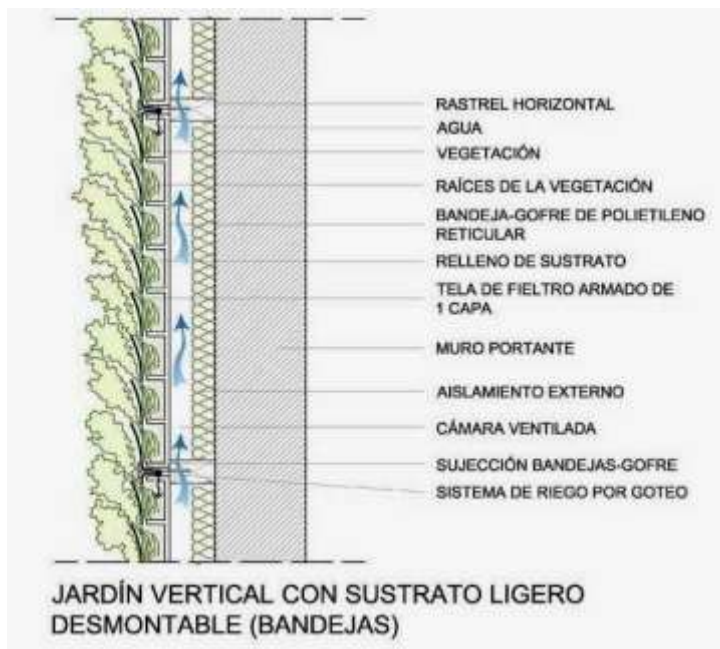 RASTREL HORIZONTAL
AGUA
VEGETACIÓN
RAÍCES DE LA VEGETACIÓN
BANDEJA-GOFRE DE POLIETILENO
RETICULAR
RELLENO DE SUSTRATO
TELA DE FIELTRO ARMADO DE
1 CAPA
MURO PORTANTE
AISLAMIENTO EXTERNO
CÁMARA VENTILADA
SUJECCIÓN BANDEJAS-GOFRE
SISTEMA DE RIEGO POR GOTEO
JARDÍN VERTICAL CON SUSTRATO LIGERO
DESMONTABLE (BANDEJAS)